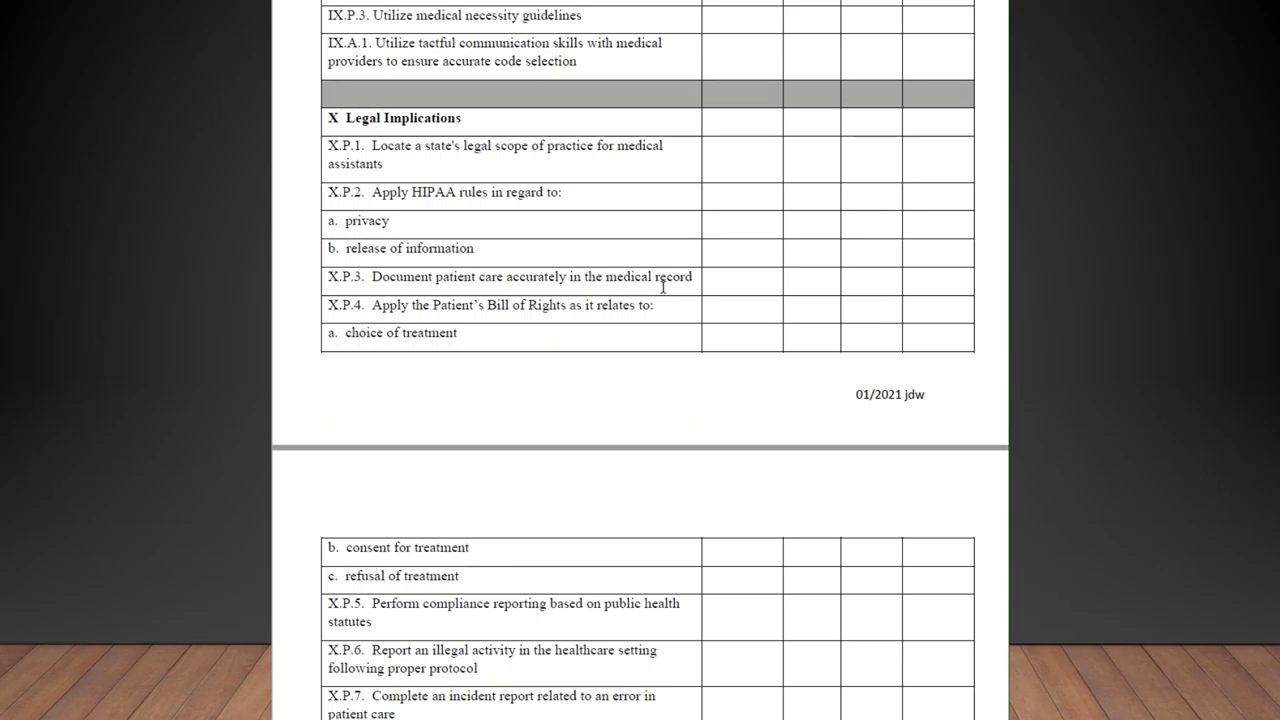 IX.P.3. Utilize medical necessity guidelines
IX.A.1. Utilize tactful communication skills with medical
providers to ensure accurate code selection
X  Legal Implications
X.P.1.  Locate a state's legal scope of practice for medical
assistants
X.P.2.  Apply HIPAA rules in regard to:
a.  privacy
b.  release of information
X.P.3.  Document patient care accurately in the medical record
X.P.4.  Apply the Patient’s Bill of Rights as it relates to:
a.  choice of treatment
01/2021 jdw
b.  consent for treatment
c.  refusal of treatment
X.P.5.  Perform compliance reporting based on public health
statutes
X.P.6.  Report an illegal activity in the healthcare setting
following proper protocol
X.P.7.  Complete an incident report related to an error in
patient care